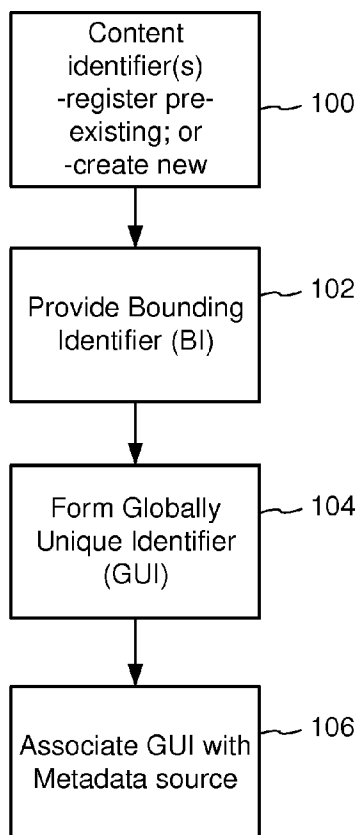 Content
identifier(s)
-register pre-
existing; or
-create new
100
Provide Bounding
Identifier (BI)
102
Form Globally
Unique Identifier
(GUI)
104
Associate GUI with
Metadata source
106